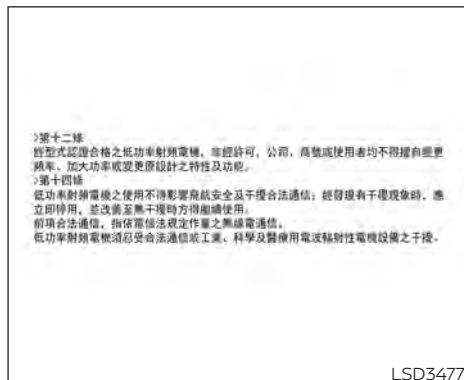 >第十二條
經型式認證合格之低功率射頻電機，非經許可，公司、商號或使用者均不得擅自變更
頻率、加大功率或變更原設計之特性及功能。
>第十四條
低功率射頻電機之使用不得影響飛航安全及干擾合法通信；經發現有干擾現象時，應
立即停用，並改善至無干擾時方得繼續使用。
前項合法通信，指依電信法規定作業之無線電通信。
低功率射頻電機須忍受合法通信或工業、科學及醫療用電波輻射性電機設備之干擾。
LSD3477